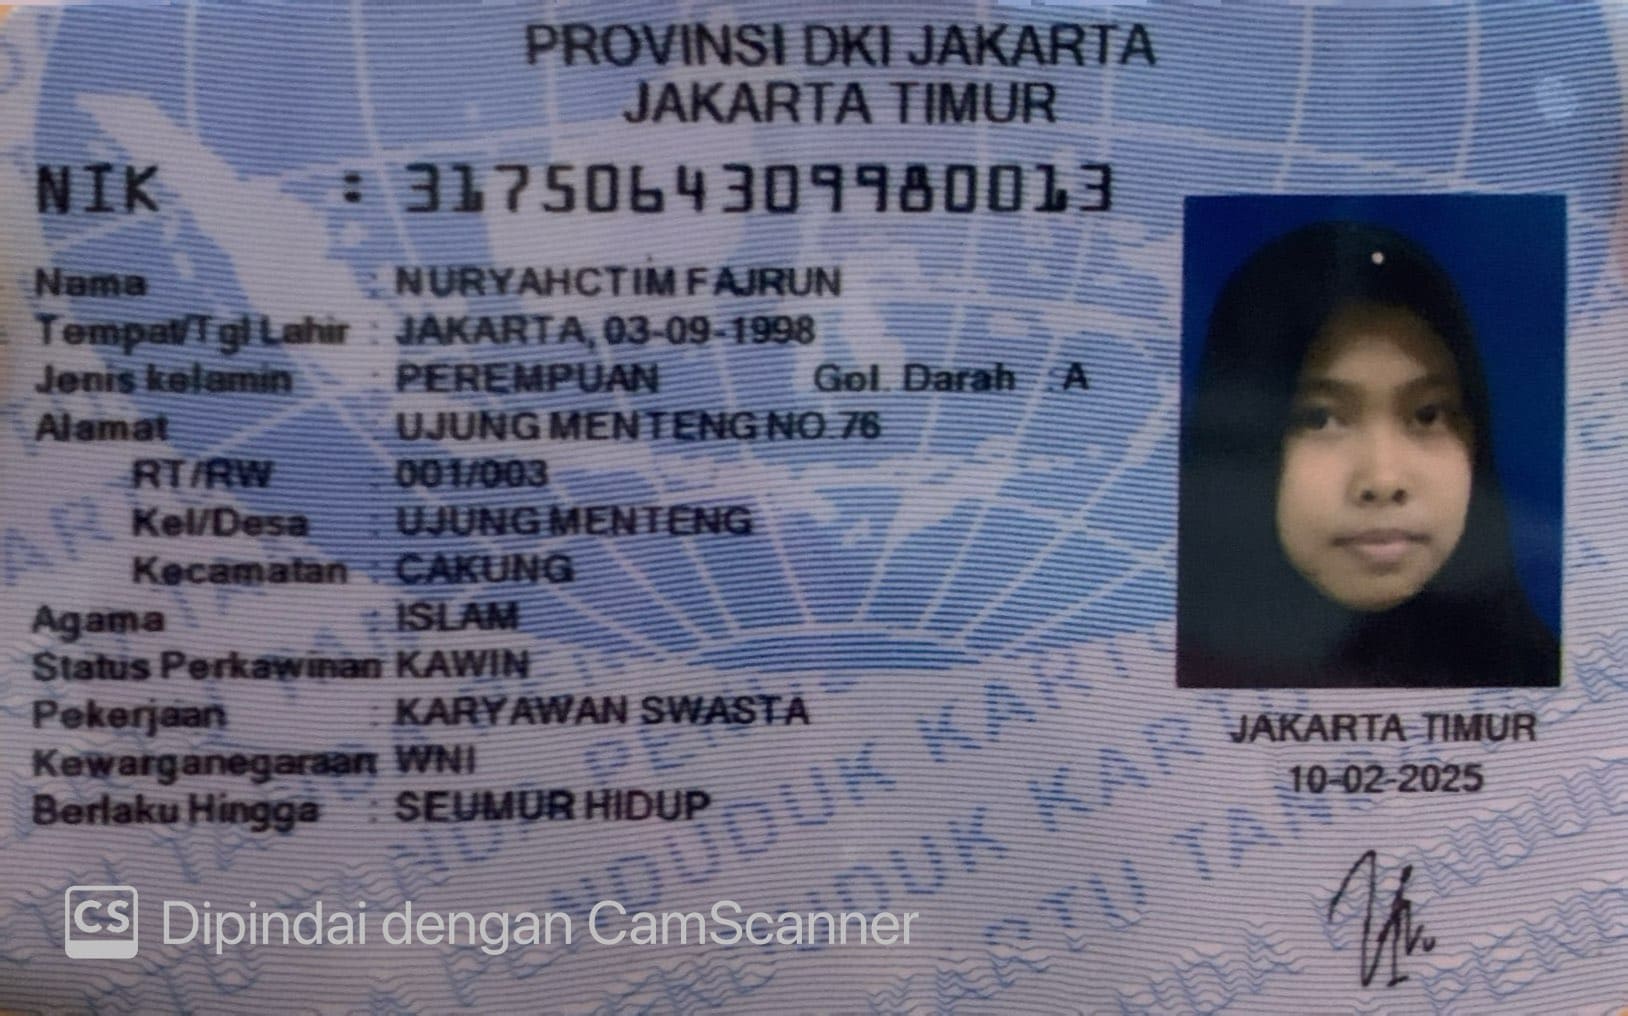 PROVINSI DKI JAKARTA
JAKARTA TIMUR
NIK : 3175064309980013
Nama : NURYAHCTIM FAJRUN
Tempat/Tgl Lahir : JAKARTA, 03-09-1998
Jenis kelamin : PEREMPUAN Gol. Darah : A
Alamat : UJUNG MENTENG NO.76
RT/RW : 001/003
Kel/Desa : UJUNG MENTENG
Kecamatan : CAKUNG
Agama : ISLAM
Status Perkawinan KAWIN
Pekerjaan : KARYAWAN SWASTA
Kewarganegaraan WNI
Berlaku Hingga : SEUMUR HIDUP
JAKARTA TIMUR
10-02-2025
CS Dipindai dengan CamScanner